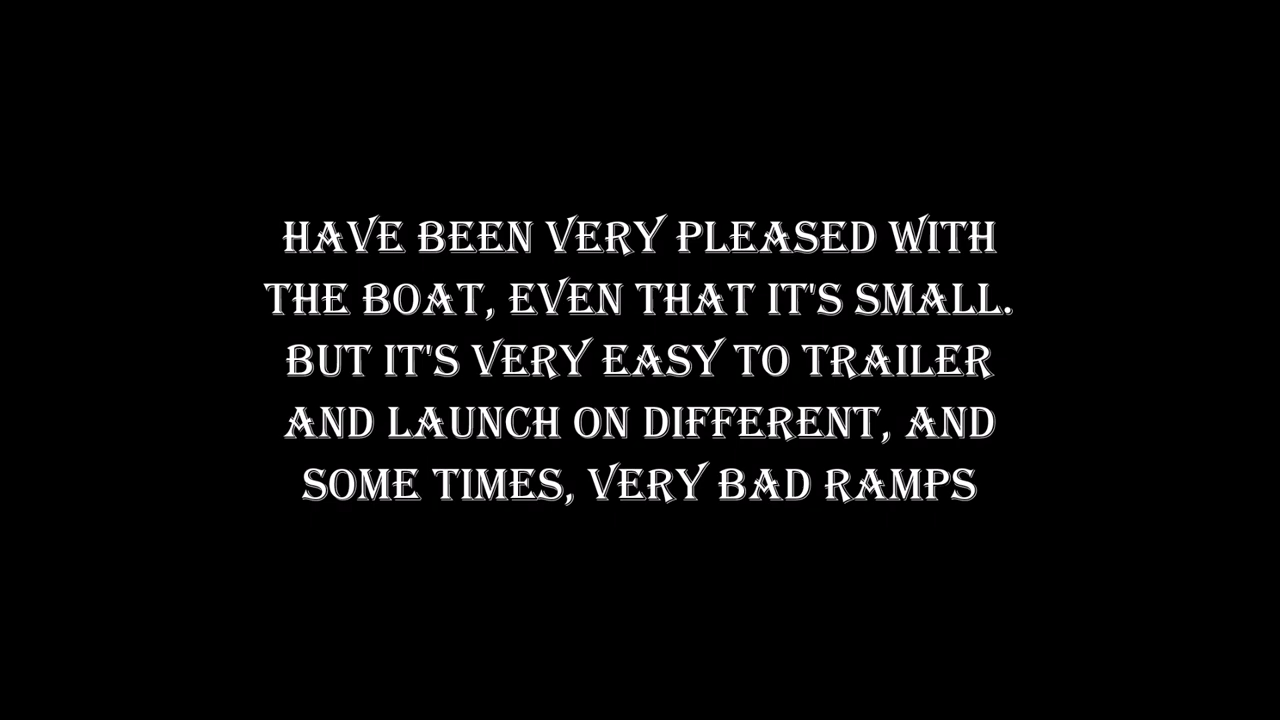 HAVE BEEN VERY PLEASED WITH
THE BOAT, EVEN THAT IT'S SMALL.
BUT IT'S VERY EASY TO TRAILER
AND LAUNCH ON DIFFERENT, AND
SOME TIMES, VERY BAD RAMPS